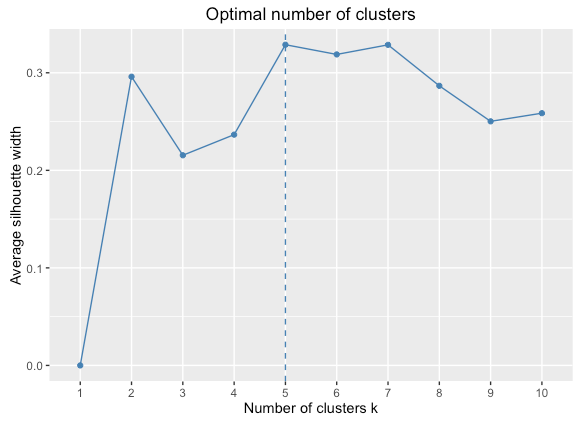 Optimal number of clusters
Average silhouette width
0.3
0.2
0.1
0.0
1 2 3 4 5 6 7 8 9 10
Number of clusters k